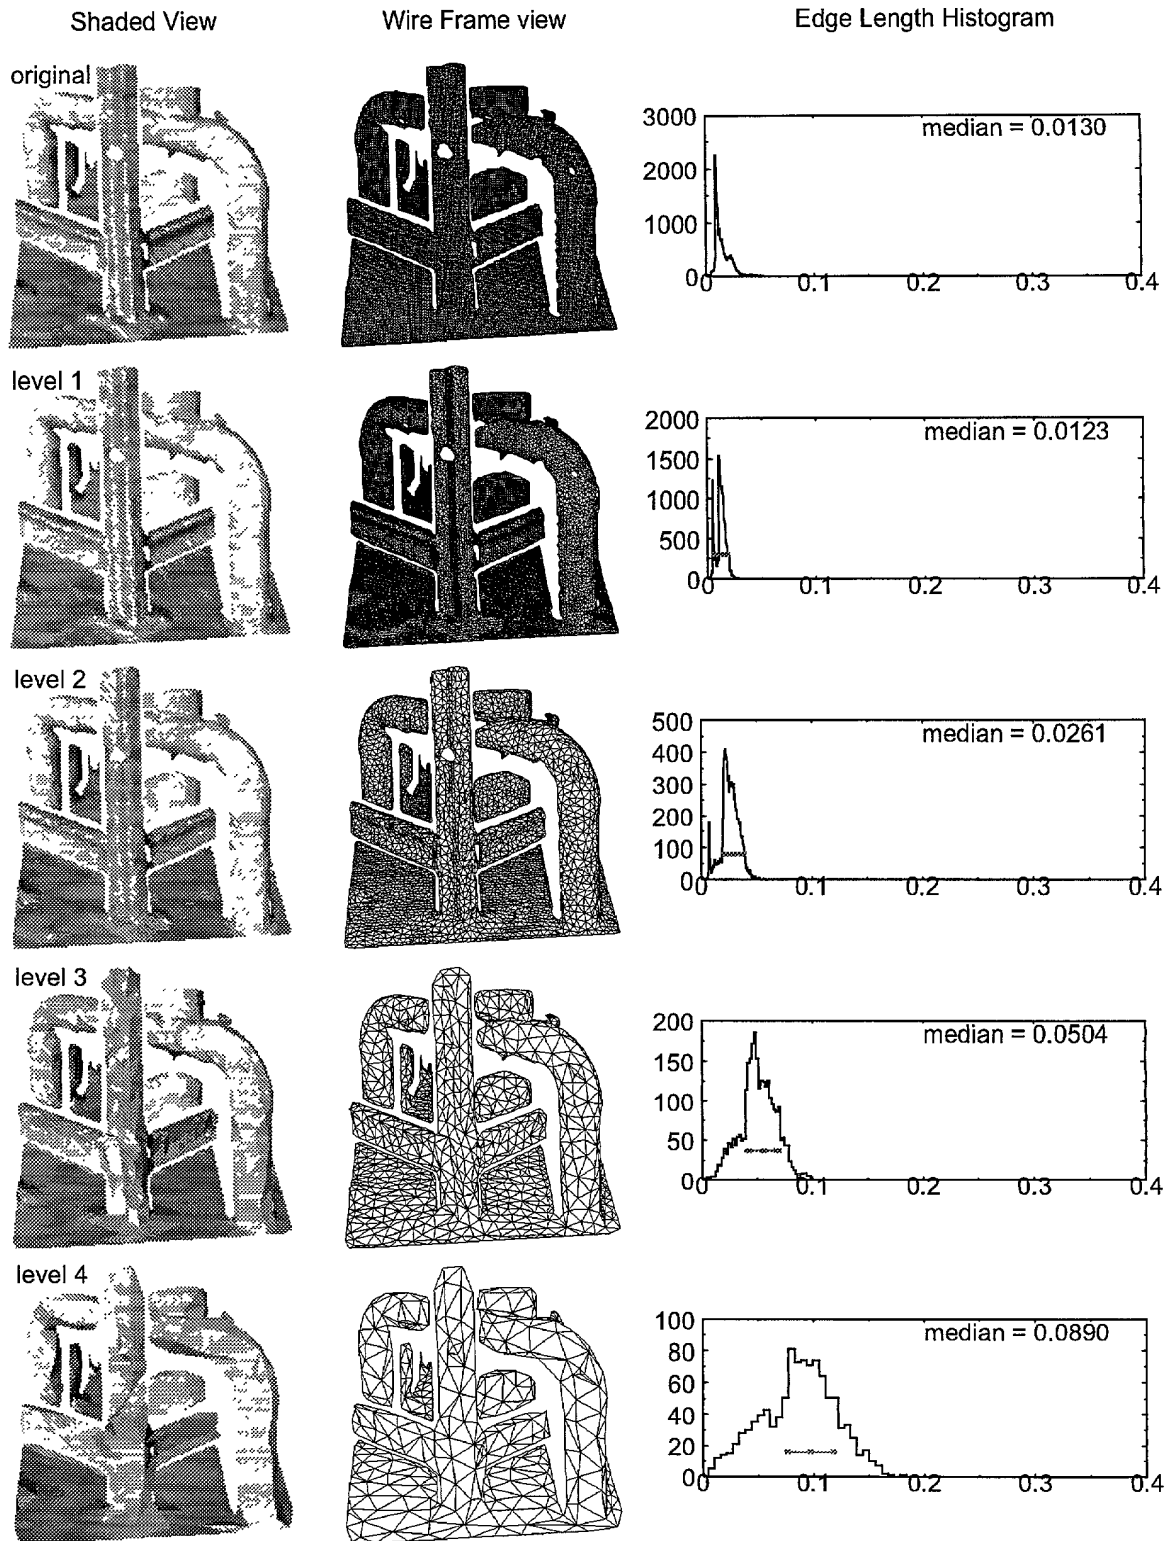 Shaded View
Wire Frame view
Edge Length Histogram
original
median = 0.0130
3000
2000
1000
0
0 0.1 0.2 0.3 0.4
level 1
median = 0.0123
2000
1500
1000
500
0
0 0.1 0.2 0.3 0.4
level 2
median = 0.0261
500
400
300
200
100
0
0 0.1 0.2 0.3 0.4
level 3
median = 0.0504
200
150
100
50
0
0 0.1 0.2 0.3 0.4
level 4
median = 0.0890
100
80
60
40
20
0
0 0.1 0.2 0.3 0.4